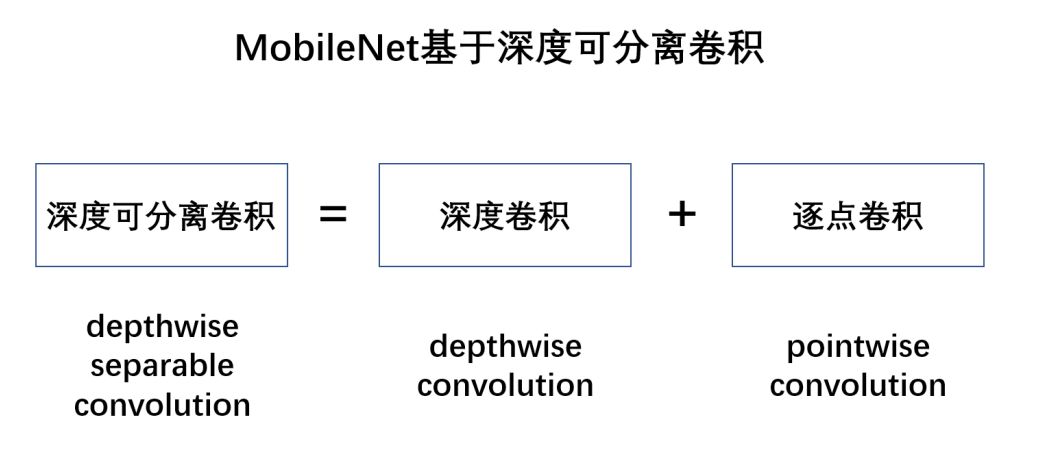 MobileNet基于深度可分离卷积
深度可分离卷积 = 深度卷积 + 逐点卷积
depthwise
separable
convolution
depthwise
convolution
pointwise
convolution